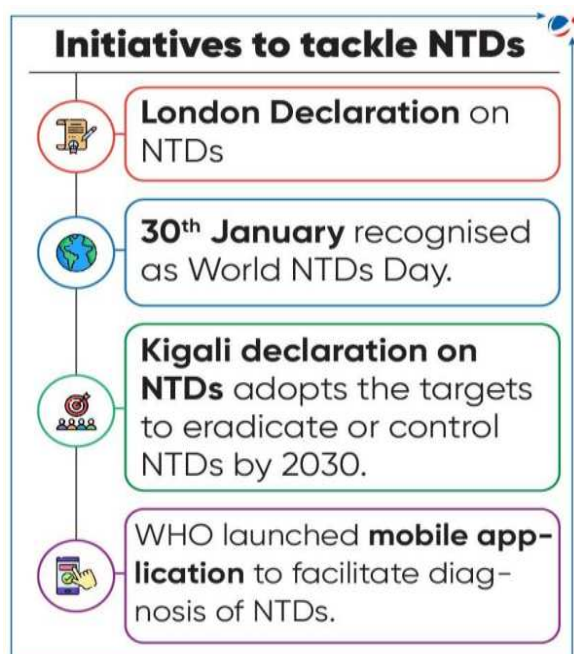 Initiatives to tackle NTDs
London Declaration on
NTDs
30th January recognised
as World NTDs Day.
Kigali declaration on
NTDs adopts the targets
to eradicate or control
NTDs by 2030.
WHO launched mobile app-
lication to facilitate diag-
nosis of NTDs.